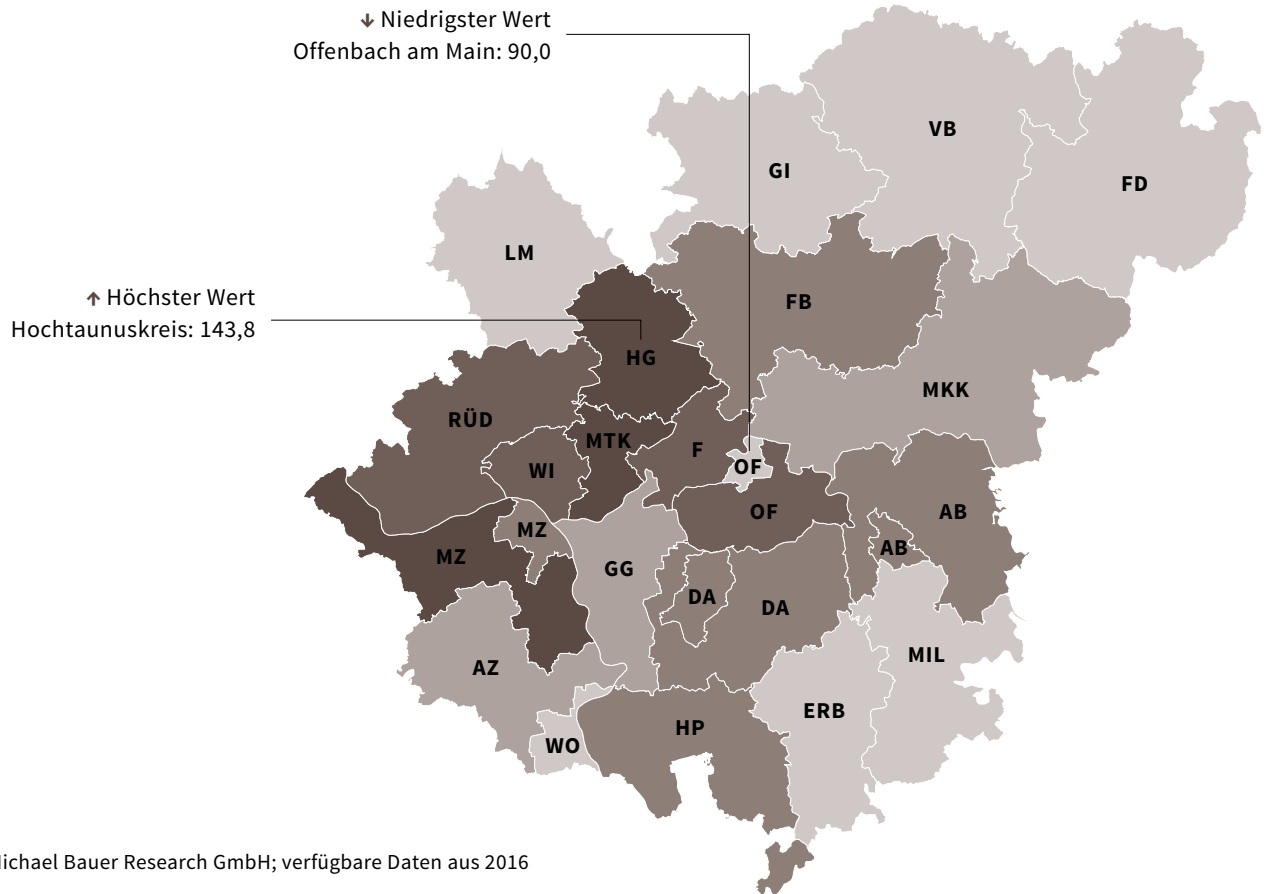 ↓ Niedrigster Wert
Offenbach am Main: 90,0
VB
GI
FD
LM
↑ Höchster Wert
Hochtaunuskreis: 143,8
FB
HG
MKK
RÜD
MTK
F
WI
OF
OF
AB
MZ
AB
MZ
GG
DA
DA
MIL
AZ
ERB
HP
WO
Michael Bauer Research GmbH; verfügbare Daten aus 2016